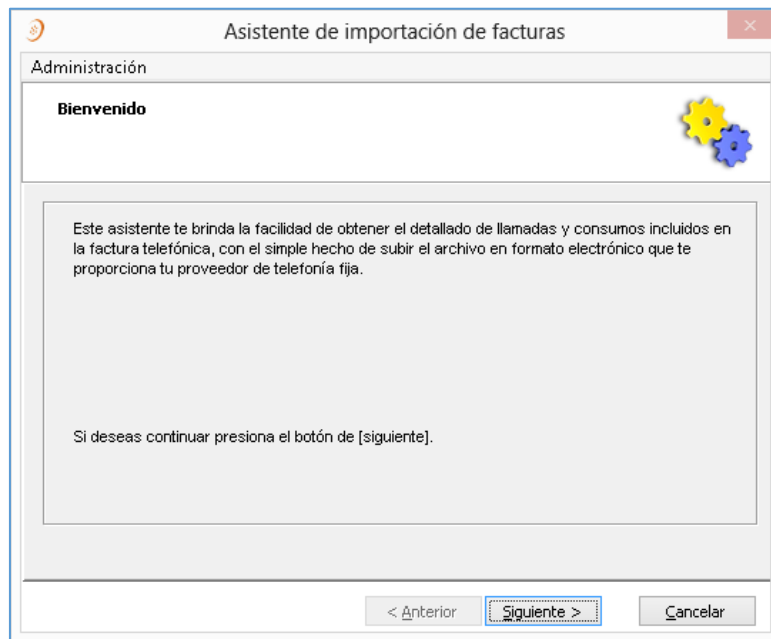 Asistente de importación de facturas
Administración
Bienvenido
Este asistente te brinda la facilidad de obtener el detallado de llamadas y consumos incluidos en
la factura telefónica, con el simple hecho de subir el archivo en formato electrónico que te
proporciona tu proveedor de telefonía fija.
Si deseas continuar presiona el botón de [siguiente].
< Anterior
Siguiente >
Cancelar